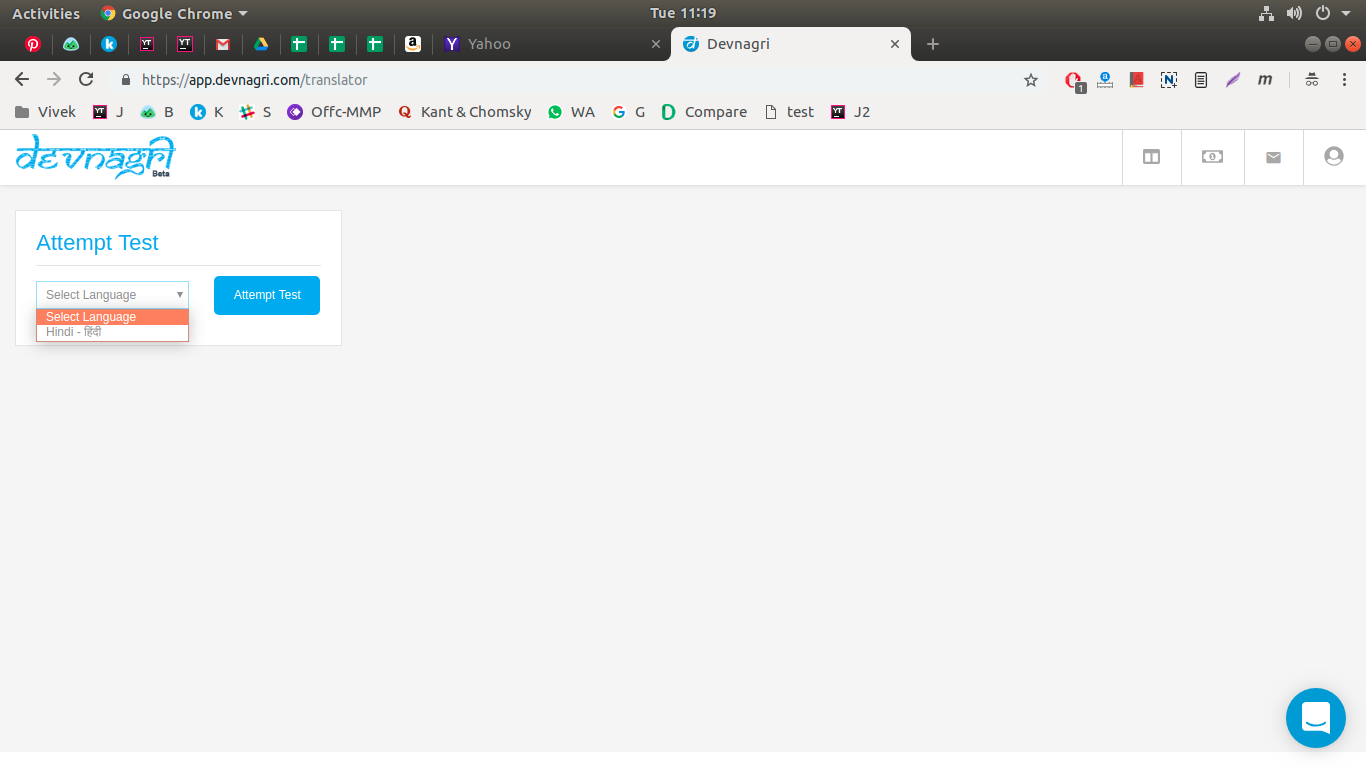 Activities Google Chrome Tue 11:19
Yahoo Devnagri
https://app.devnagri.com/translator 1
Vivek J B K S Offc-MMP Kant & Chomsky WA G Compare test J2
devnagri
Beta
Attempt Test
Select Language Attempt Test
Select Language
Hindi - हिंदी